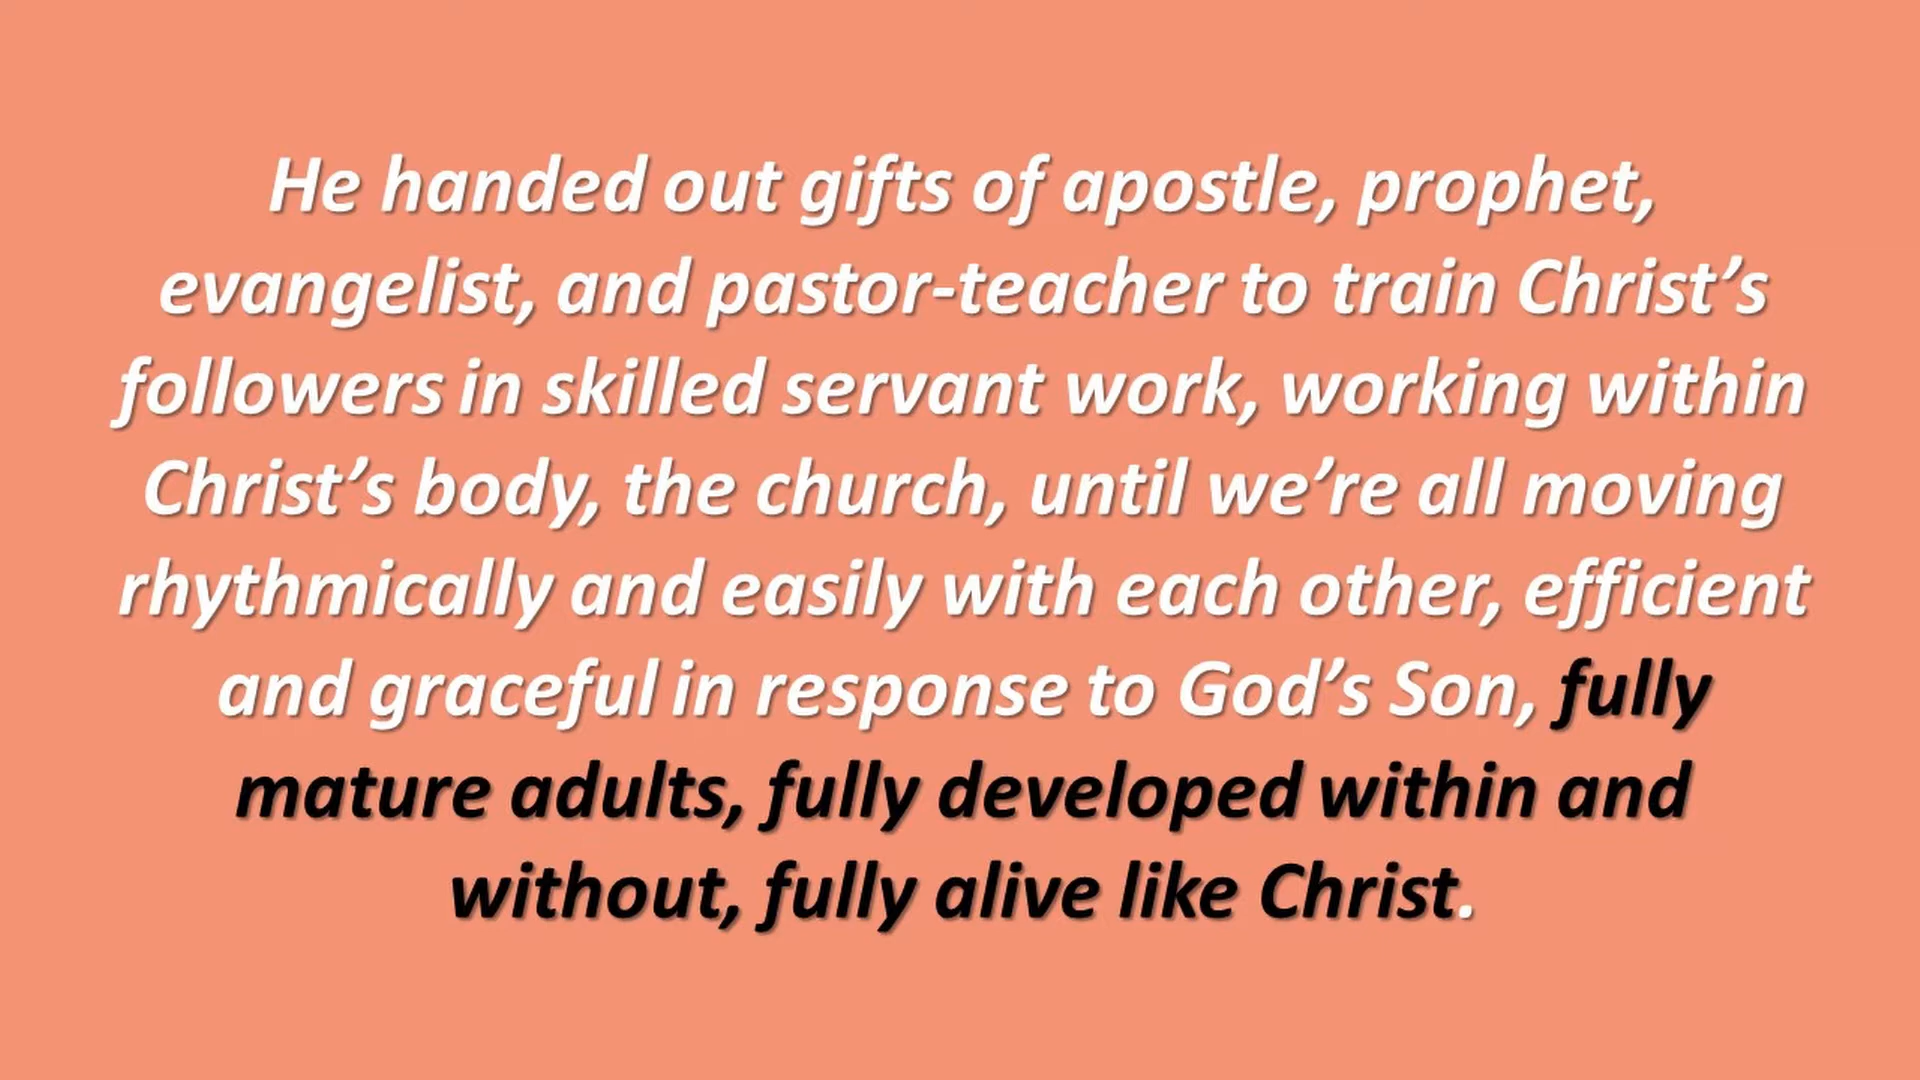 He handed out gifts of apostle, prophet,
evangelist, and pastor-teacher to train Christ’s
followers in skilled servant work, working within
Christ’s body, the church, until we’re all moving
rhythmically and easily with each other, efficient
and graceful in response to God’s Son, fully
mature adults, fully developed within and
without, fully alive like Christ.